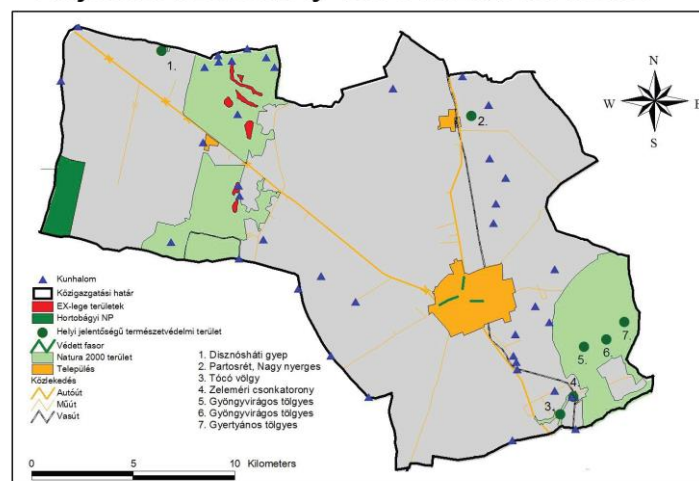 1.
2.
N
W E
S
7.
5.
6.
4.
3.
Kunhalom
Közigazgatási határ
EX-lege területek
Hortobágyi NP
Helyi jelentőségű természetvédelmi terület
Védett fasor
Natura 2000 terület
Település
Közlekedés
Autóút
Műút
Vasút
1. Disznósháti gyep
2. Partosrét, Nagy nyerges
3. Tócó völgy
4. Zeleméri csonkatorony
5. Gyöngyvirágos tölgyes
6. Gyöngyvirágos tölgyes
7. Gyertyános tölgyes
0 5 10 Kilometers